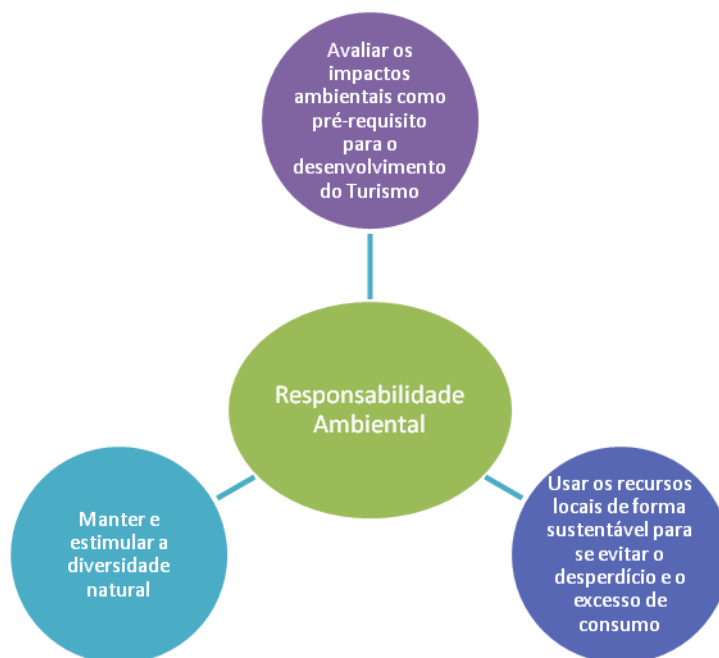 Avaliar os
impactos
ambientais como
pré-requisito
para o
desenvolvimento
do Turismo
Responsabilidade
Ambiental
Manter e
estimular a
diversidade
natural
Usar os recursos
locais de forma
sustentável para
se evitar o
desperdício e o
excesso de
consumo